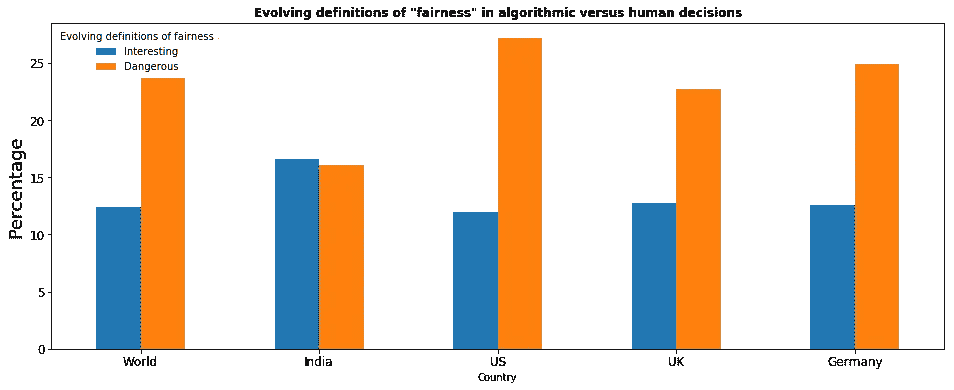 Evolving definitions of "fairness" in algorithmic versus human decisions
Evolving definitions of fairness
Interesting
Dangerous
Percentage
25
20
15
10
5
0
World India US UK Germany
Country